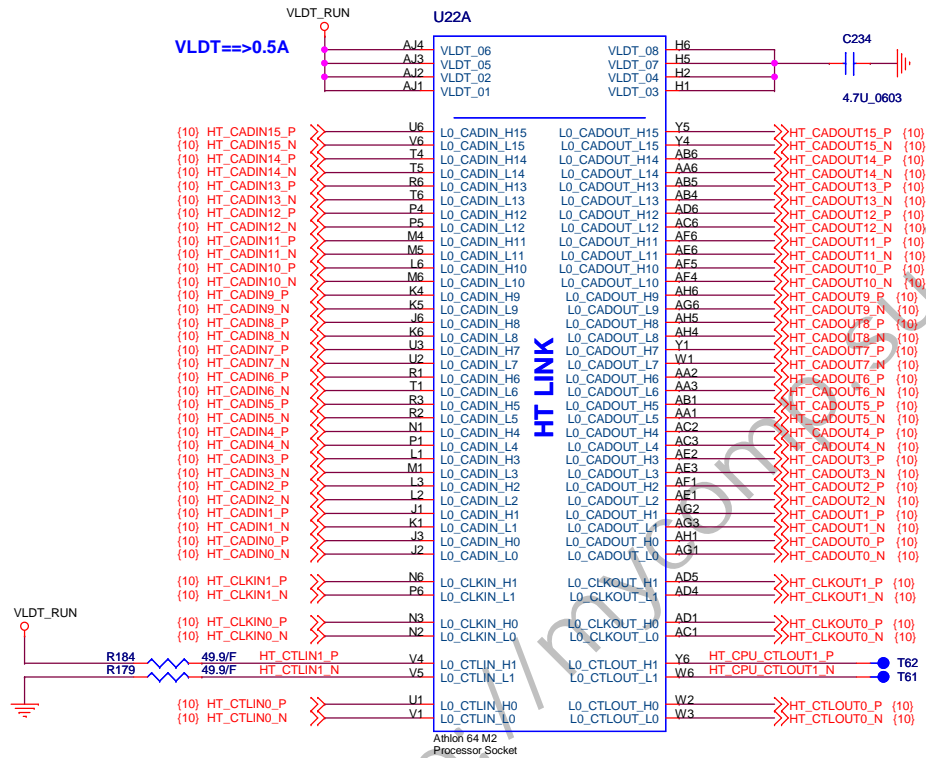 VLDT_RUN
U22A
VLDT==>0.5A
AJ4 VLDT_06 VLDT_08 H6
AJ3 VLDT_05 VLDT_07 H5
AJ2 VLDT_02 VLDT_04 H2
AJ1 VLDT_01 VLDT_03 H1
C234
4.7U_0603
{10} HT_CADIN15_P U6 L0_CADIN_H15 L0_CADOUT_H15 Y5 HT_CADOUT15_P {10}
{10} HT_CADIN15_N V6 L0_CADIN_L15 L0_CADOUT_L15 Y4 HT_CADOUT15_N {10}
{10} HT_CADIN14_P T4 L0_CADIN_H14 L0_CADOUT_H14 AB6 HT_CADOUT14_P {10}
{10} HT_CADIN14_N T5 L0_CADIN_L14 L0_CADOUT_L14 AA6 HT_CADOUT14_N {10}
{10} HT_CADIN13_P R6 L0_CADIN_H13 L0_CADOUT_H13 AB5 HT_CADOUT13_P {10}
{10} HT_CADIN13_N T6 L0_CADIN_L13 L0_CADOUT_L13 AB4 HT_CADOUT13_N {10}
{10} HT_CADIN12_P P4 L0_CADIN_H12 L0_CADOUT_H12 AD6 HT_CADOUT12_P {10}
{10} HT_CADIN12_N P5 L0_CADIN_L12 L0_CADOUT_L12 AC6 HT_CADOUT12_N {10}
{10} HT_CADIN11_P M4 L0_CADIN_H11 L0_CADOUT_H11 AF6 HT_CADOUT11_P {10}
{10} HT_CADIN11_N M5 L0_CADIN_L11 L0_CADOUT_L11 AE6 HT_CADOUT11_N {10}
{10} HT_CADIN10_P L6 L0_CADIN_H10 L0_CADOUT_H10 AF5 HT_CADOUT10_P {10}
{10} HT_CADIN10_N M6 L0_CADIN_L10 L0_CADOUT_L10 AF4 HT_CADOUT10_N {10}
{10} HT_CADIN9_P K4 L0_CADIN_H9 L0_CADOUT_H9 AH6 HT_CADOUT9_P {10}
{10} HT_CADIN9_N K5 L0_CADIN_L9 L0_CADOUT_L9 AG6 HT_CADOUT9_N {10}
{10} HT_CADIN8_P J6 L0_CADIN_H8 L0_CADOUT_H8 AH5 HT_CADOUT8_P {10}
{10} HT_CADIN8_N K6 L0_CADIN_L8 L0_CADOUT_L8 AH4 HT_CADOUT8_N {10}
{10} HT_CADIN7_P U3 L0_CADIN_H7 L0_CADOUT_H7 Y1 HT_CADOUT7_P {10}
{10} HT_CADIN7_N U2 L0_CADIN_L7 L0_CADOUT_L7 W1 HT_CADOUT7_N {10}
{10} HT_CADIN6_P R1 L0_CADIN_H6 L0_CADOUT_H6 AA2 HT_CADOUT6_P {10}
{10} HT_CADIN6_N T1 L0_CADIN_L6 L0_CADOUT_L6 AA3 HT_CADOUT6_N {10}
{10} HT_CADIN5_P R3 L0_CADIN_H5 L0_CADOUT_H5 AB1 HT_CADOUT5_P {10}
{10} HT_CADIN5_N R2 L0_CADIN_L5 L0_CADOUT_L5 AA1 HT_CADOUT5_N {10}
{10} HT_CADIN4_P N1 L0_CADIN_H4 L0_CADOUT_H4 AC2 HT_CADOUT4_P {10}
{10} HT_CADIN4_N P1 L0_CADIN_L4 L0_CADOUT_L4 AC3 HT_CADOUT4_N {10}
{10} HT_CADIN3_P L1 L0_CADIN_H3 L0_CADOUT_H3 AE2 HT_CADOUT3_P {10}
{10} HT_CADIN3_N M1 L0_CADIN_L3 L0_CADOUT_L3 AE3 HT_CADOUT3_N {10}
{10} HT_CADIN2_P L3 L0_CADIN_H2 L0_CADOUT_H2 AF1 HT_CADOUT2_P {10}
{10} HT_CADIN2_N L2 L0_CADIN_L2 L0_CADOUT_L2 AE1 HT_CADOUT2_N {10}
{10} HT_CADIN1_P J1 L0_CADIN_H1 L0_CADOUT_H1 AG2 HT_CADOUT1_P {10}
{10} HT_CADIN1_N K1 L0_CADIN_L1 L0_CADOUT_L1 AG3 HT_CADOUT1_N {10}
{10} HT_CADIN0_P J3 L0_CADIN_H0 L0_CADOUT_H0 AH1 HT_CADOUT0_P {10}
{10} HT_CADIN0_N J2 L0_CADIN_L0 L0_CADOUT_L0 AG1 HT_CADOUT0_N {10}
HT LINK
{10} HT_CLKIN1_P N6 L0_CLKIN_H1 L0_CLKOUT_H1 AD5 HT_CLKOUT1_P {10}
{10} HT_CLKIN1_N P6 L0_CLKIN_L1 L0_CLKOUT_L1 AD4 HT_CLKOUT1_N {10}
{10} HT_CLKIN0_P N3 L0_CLKIN_H0 L0_CLKOUT_H0 AD1 HT_CLKOUT0_P {10}
{10} HT_CLKIN0_N N2 L0_CLKIN_L0 L0_CLKOUT_L0 AC1 HT_CLKOUT0_N {10}
VLDT_RUN
R184 49.9/F HT_CTLIN1_P V4 L0_CTLIN_H1 L0_CTLOUT_H1 Y6 HT_CPU_CTLOUT1_P T62
R179 49.9/F HT_CTLIN1_N V5 L0_CTLIN_L1 L0_CTLOUT_L1 W6 HT_CPU_CTLOUT1_N T61
{10} HT_CTLIN0_P U1 L0_CTLIN_H0 L0_CTLOUT_H0 W2 HT_CTLOUT0_P {10}
{10} HT_CTLIN0_N V1 L0_CTLIN_L0 L0_CTLOUT_L0 W3 HT_CTLOUT0_N {10}
Athlon 64 M2
Processor Socket
://mycomp.su